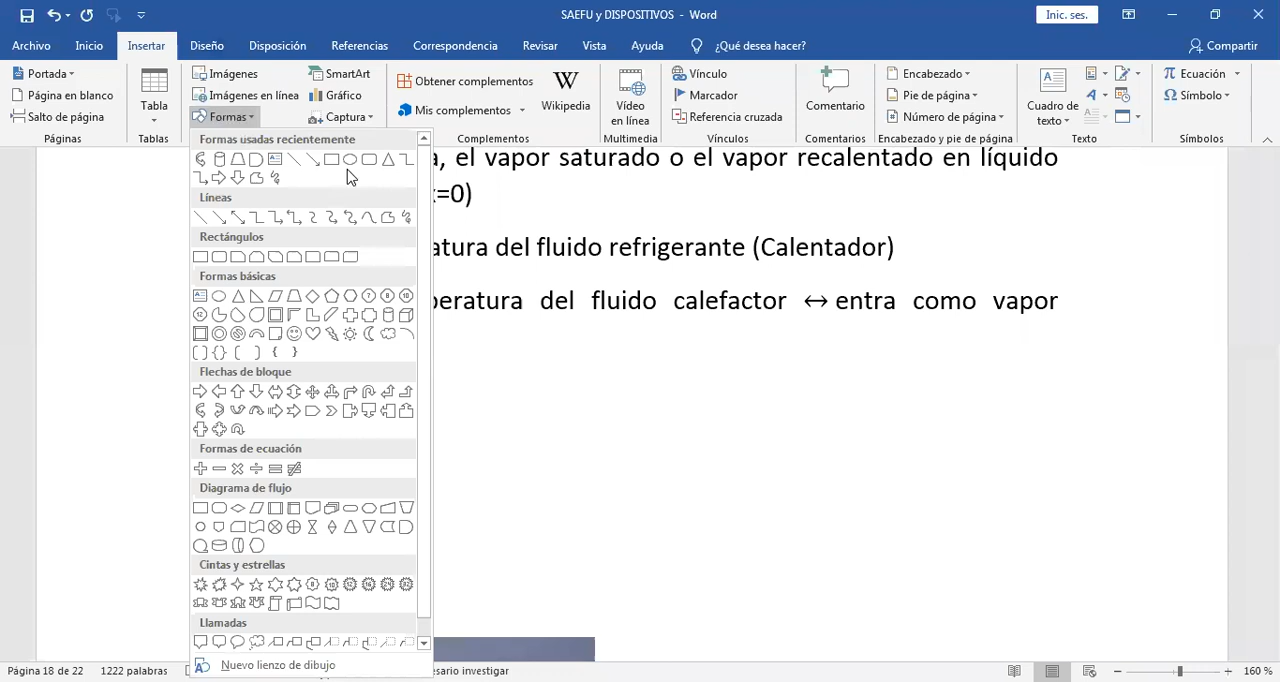 SAEFU y DISPOSITIVOS - Word
Inic. ses.
Archivo Inicio Insertar Diseño Disposición Referencias Correspondencia Revisar Vista Ayuda ¿Qué desea hacer? Compartir
Portada
Página en blanco
Salto de página
Páginas
Tabla
Tablas
Imágenes
Imágenes en línea
Formas
SmartArt
Gráfico
Captura
Obtener complementos
Mis complementos
Complementos
Wikipedia
Vídeo en línea
Multimedia
Vínculo
Marcador
Referencia cruzada
Vínculos
Comentario
Comentarios
Encabezado
Pie de página
Número de página
Encabezado y pie de página
Cuadro de texto
Texto
Ecuación
Símbolo
Símbolos
Formas usadas recientemente
Líneas
Rectángulos
Formas básicas
Flechas de bloque
Formas de ecuación
Diagrama de flujo
Cintas y estrellas
Llamadas
Nuevo lienzo de dibujo
a, el vapor saturado o el vapor recalentado en líquido
x=0)
atura del fluido refrigerante (Calentador)
peratura del fluido calefactor ↔ entra como vapor
Página 18 de 22 1222 palabras esario investigar 160 %